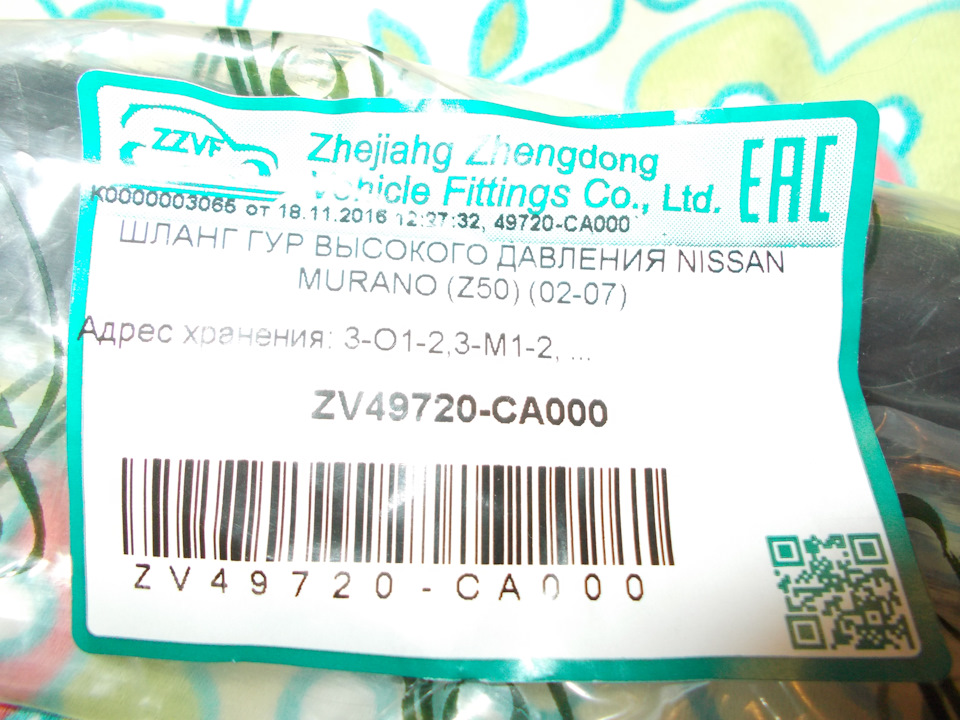 ZZVF
Zhejiahg Zhengdong
Vehicle Fittings Co., Ltd.
EAC
K0000003065 от 18.11.2016 12:27:32, 49720-CA000
ШЛАНГ ГУР ВЫСОКОГО ДАВЛЕНИЯ NISSAN
MURANO (Z50) (02-07)
Адрес хранения: 3-O1-2,3-M1-2, ...
ZV49720-CA000
ZV49720-CA000